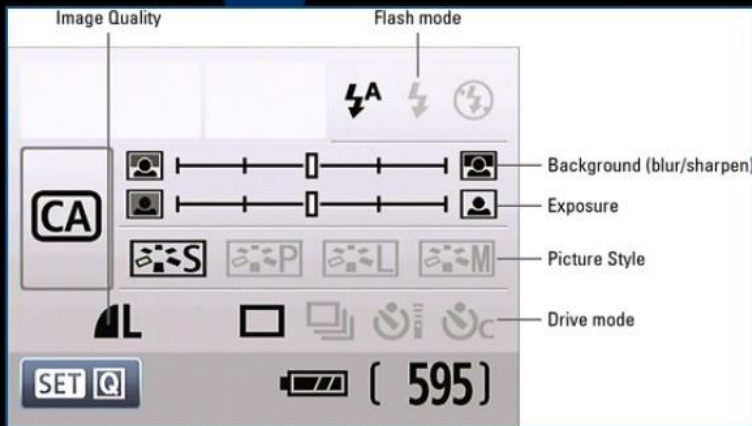 Image Quality Flash mode
A
Background (blur/sharpen)
Exposure
CA
S P L M Picture Style
L C Drive mode
SET Q ( 595 )